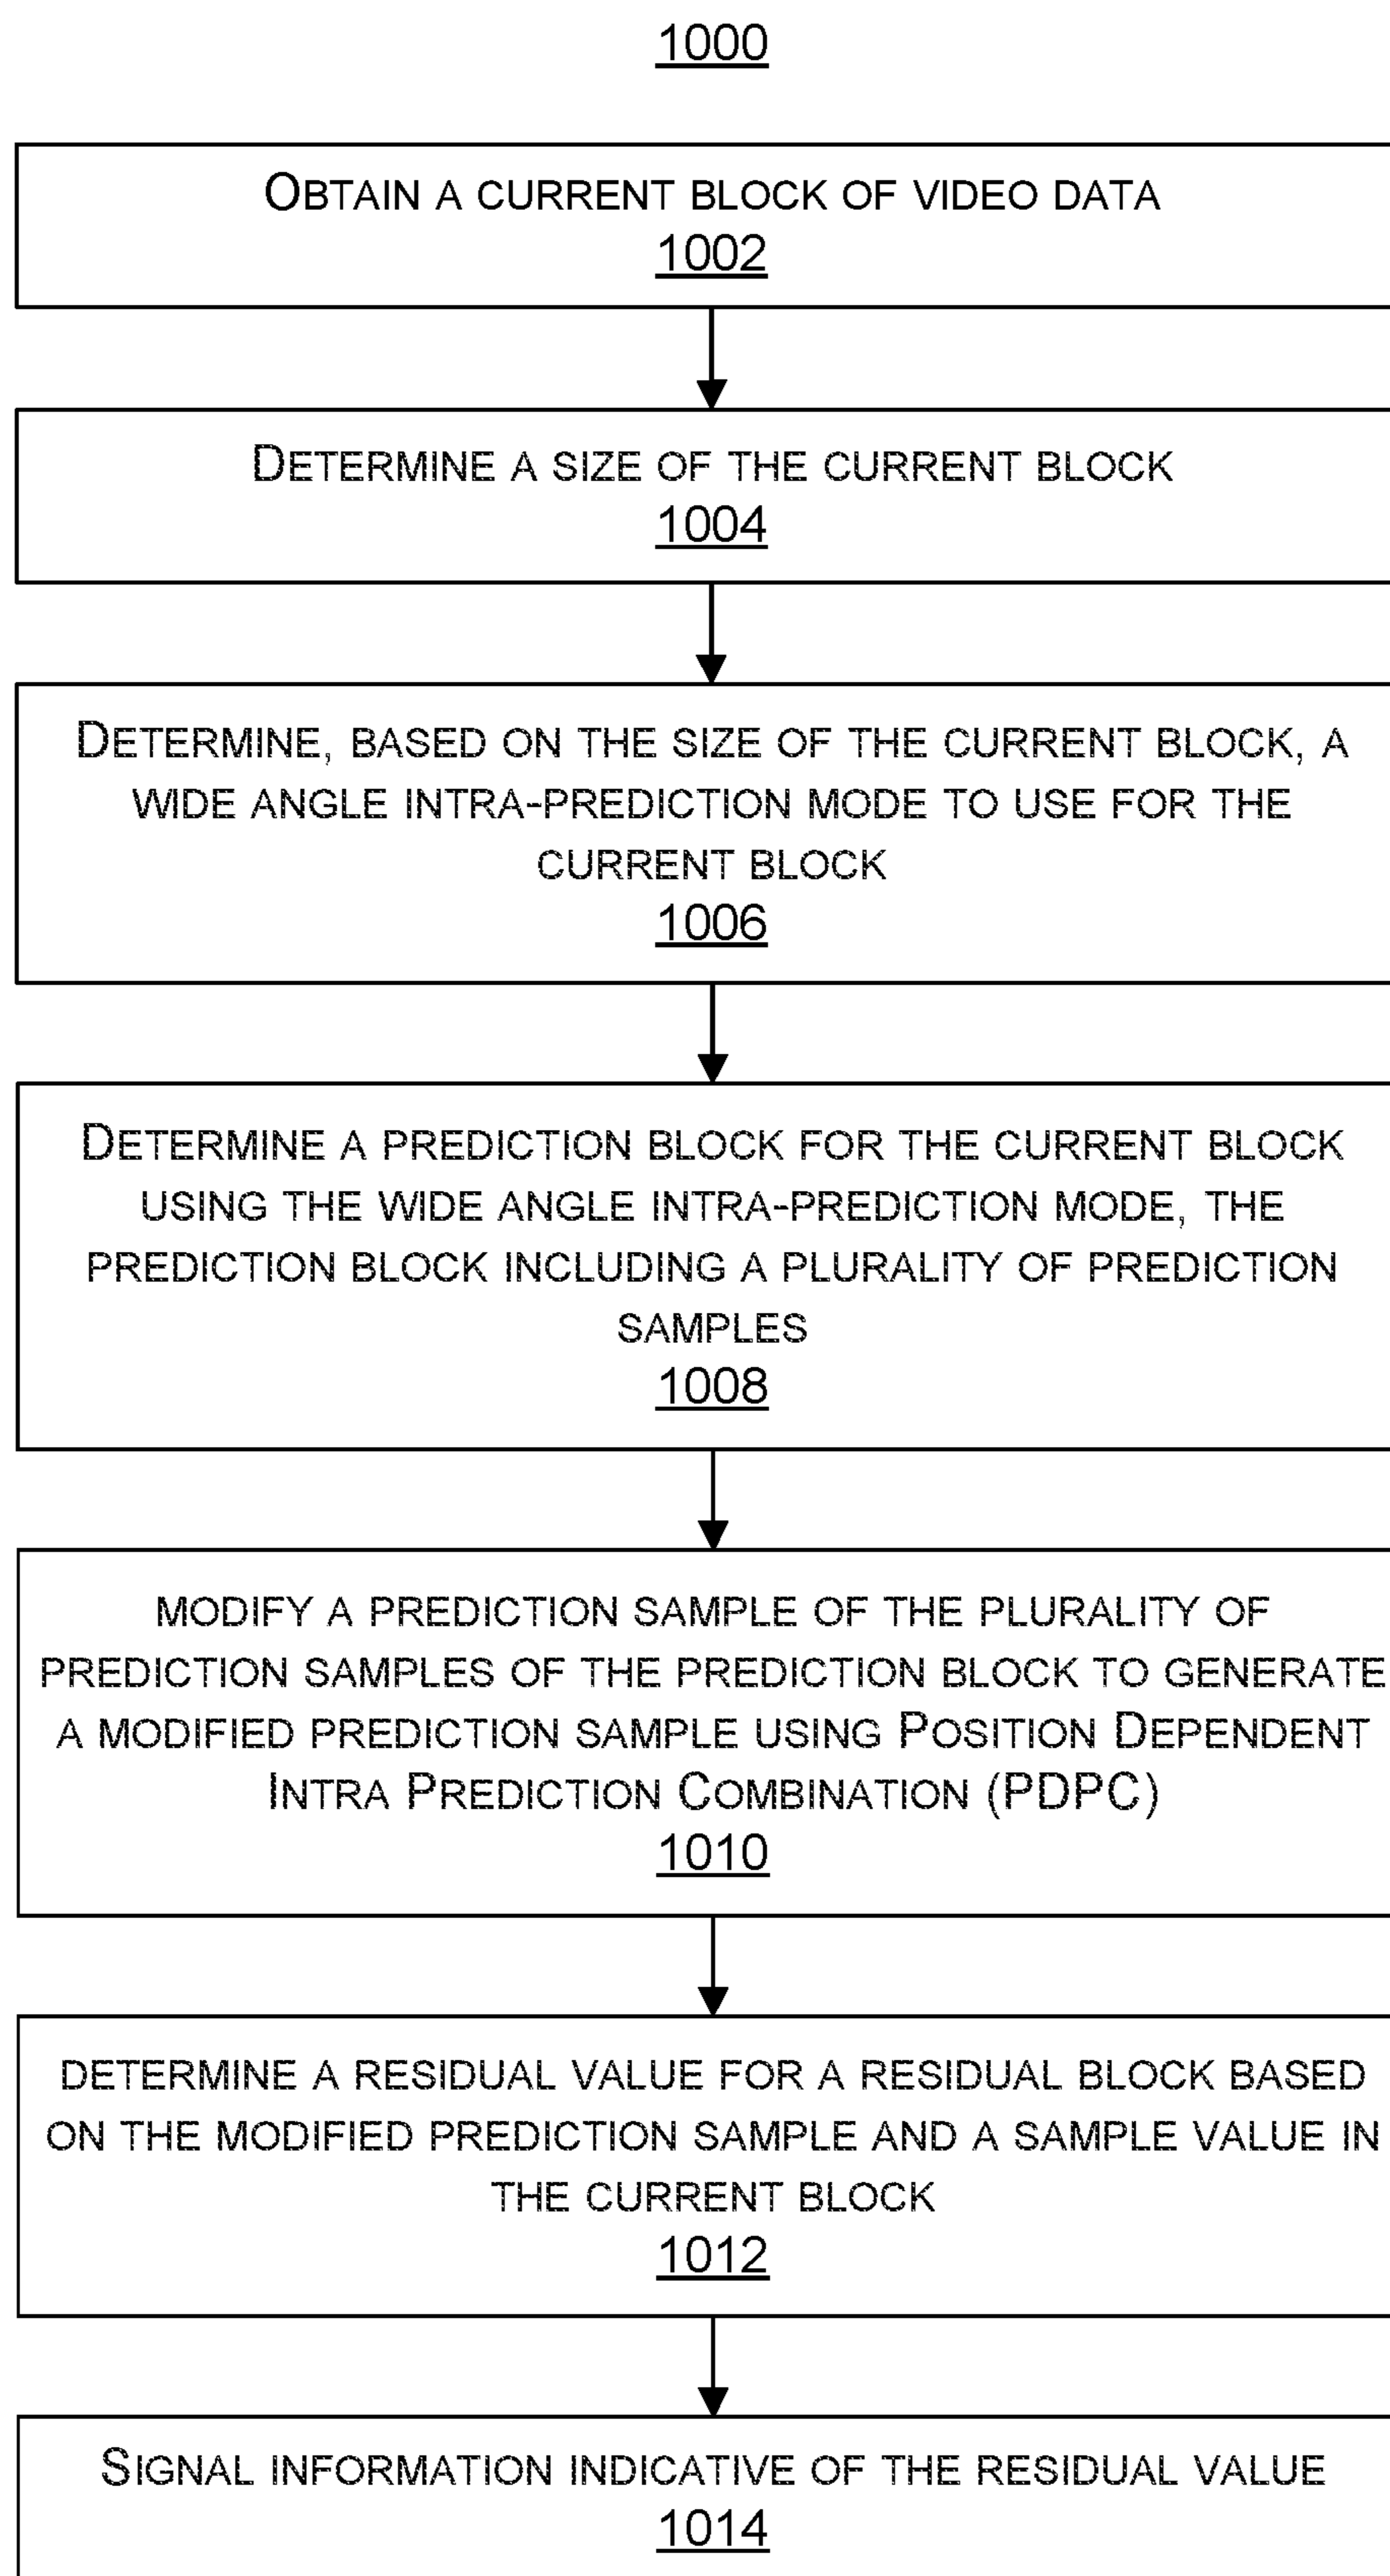 1000
OBTAIN A CURRENT BLOCK OF VIDEO DATA
1002
DETERMINE A SIZE OF THE CURRENT BLOCK
1004
DETERMINE, BASED ON THE SIZE OF THE CURRENT BLOCK, A
WIDE ANGLE INTRA-PREDICTION MODE TO USE FOR THE
CURRENT BLOCK
1006
DETERMINE A PREDICTION BLOCK FOR THE CURRENT BLOCK
USING THE WIDE ANGLE INTRA-PREDICTION MODE, THE
PREDICTION BLOCK INCLUDING A PLURALITY OF PREDICTION
SAMPLES
1008
MODIFY A PREDICTION SAMPLE OF THE PLURALITY OF
PREDICTION SAMPLES OF THE PREDICTION BLOCK TO GENERATE
A MODIFIED PREDICTION SAMPLE USING POSITION DEPENDENT
INTRA PREDICTION COMBINATION (PDPC)
1010
DETERMINE A RESIDUAL VALUE FOR A RESIDUAL BLOCK BASED
ON THE MODIFIED PREDICTION SAMPLE AND A SAMPLE VALUE IN
THE CURRENT BLOCK
1012
SIGNAL INFORMATION INDICATIVE OF THE RESIDUAL VALUE
1014